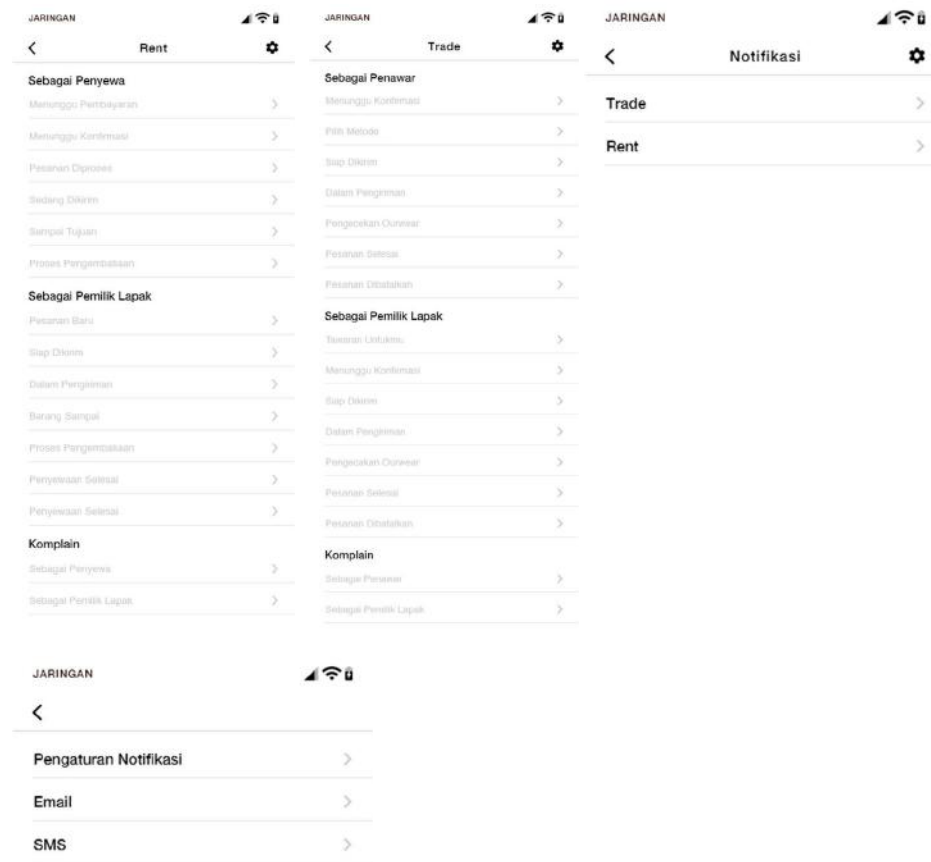 JARINGAN
Rent
Sebagai Penyewa
Menunggu Pembayaran
Menunggu Konfirmasi
Pesanan Diproses
Sedang Dikirim
Sampai Tujuan
Proses Pengembaliaan
Sebagai Pemilik Lapak
Pesanan Baru
Siap Dikirim
Dalam Pengiriman
Barang Sampai
Proses Pengembaliaan
Penyewaan Selesai
Penyewaan Selesai
Komplain
Sebagai Penyewa
Sebagai Pemilik Lapak
JARINGAN
Trade
Sebagai Penawar
Menunggu Konfirmasi
Pilih Metode
Siap Dikirim
Dalam Pengiriman
Pengecekan Ourwear
Pesanan Selesai
Pesanan Dibatalkan
Sebagai Pemilik Lapak
Tawaran Untukmu
Menunggu Konfirmasi
Siap Dikirim
Dalam Pengiriman
Pengecekan Ourwear
Pesanan Selesai
Pesanan Dibatalkan
Komplain
Sebagai Penawar
Sebagai Pemilik Lapak
JARINGAN
Notifikasi
Trade
Rent
JARINGAN
Pengaturan Notifikasi
Email
SMS